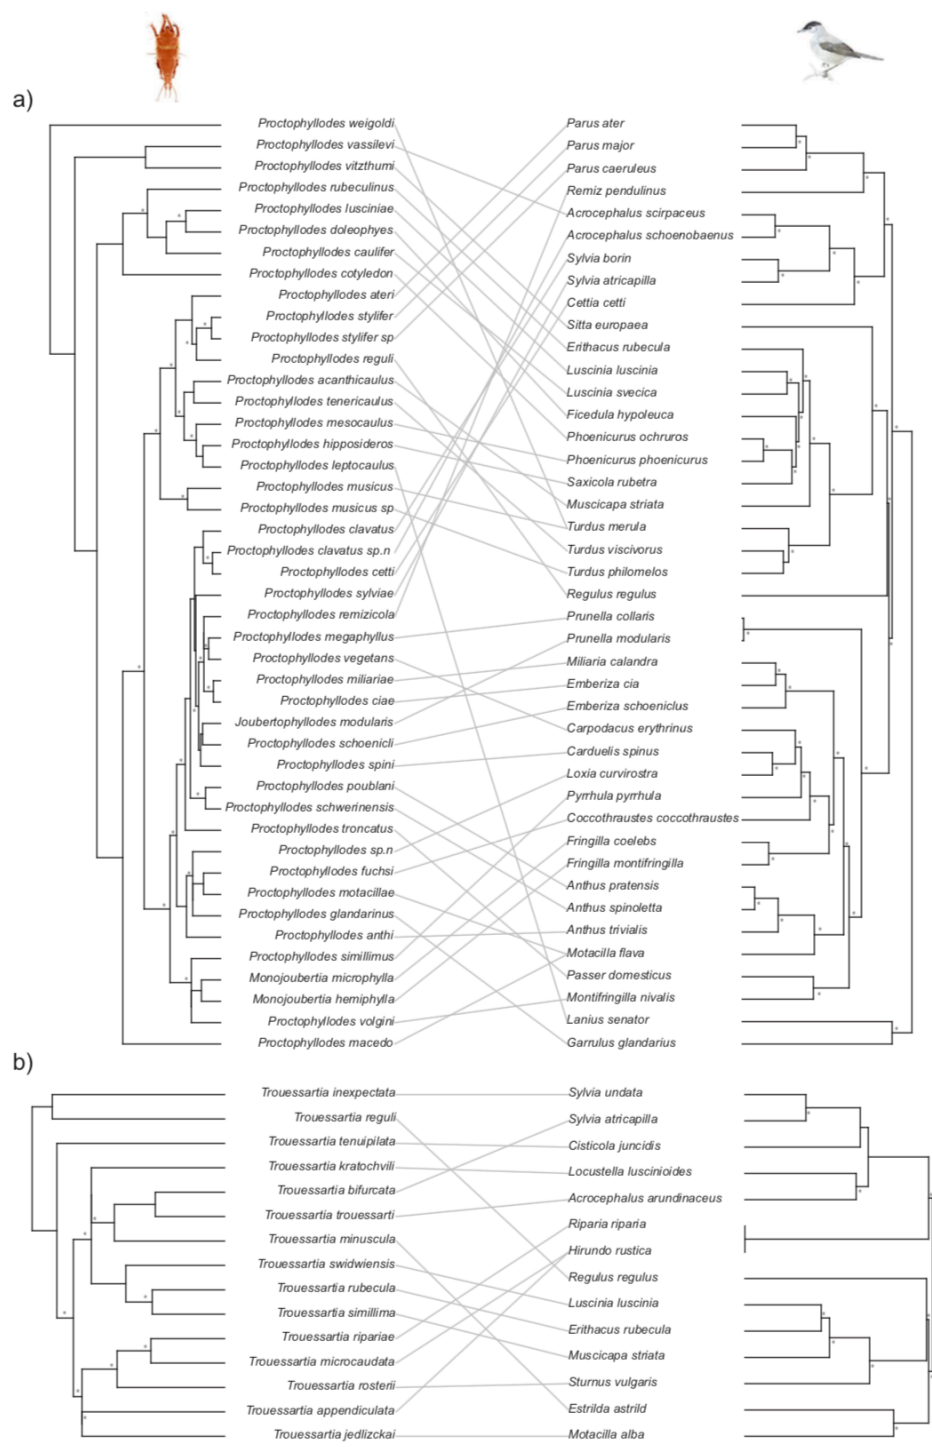 a)
Proctophyllodes weigoldi
Proctophyllodes vassilevi
Proctophyllodes vitzthumi
Proctophyllodes rubeculinus
Proctophyllodes lusciniae
Proctophyllodes doleophyes
Proctophyllodes caulifer
Proctophyllodes cotyledon
Proctophyllodes ateri
Proctophyllodes stylifer
Proctophyllodes stylifer sp
Proctophyllodes reguli
Proctophyllodes acanthicaulus
Proctophyllodes tenericaulus
Proctophyllodes mesocaulus
Proctophyllodes hipposideros
Proctophyllodes leptocaulus
Proctophyllodes musicus
Proctophyllodes musicus sp
Proctophyllodes clavatus
Proctophyllodes clavatus sp.n
Proctophyllodes cetti
Proctophyllodes sylviae
Proctophyllodes remizicola
Proctophyllodes megaphyllus
Proctophyllodes vegetans
Proctophyllodes miliariae
Proctophyllodes ciae
Joubertophyllodes modularis
Proctophyllodes schoenicli
Proctophyllodes spini
Proctophyllodes poublani
Proctophyllodes schwerinensis
Proctophyllodes troncatus
Proctophyllodes sp.n
Proctophyllodes fuchsi
Proctophyllodes motacillae
Proctophyllodes glandarinus
Proctophyllodes anthi
Proctophyllodes simillimus
Monojoubertia microphylla
Monojoubertia hemiphylla
Proctophyllodes volgini
Proctophyllodes macedo
Parus ater
Parus major
Parus caeruleus
Remiz pendulinus
Acrocephalus scirpaceus
Acrocephalus schoenobaenus
Sylvia borin
Sylvia atricapilla
Cettia cetti
Sitta europaea
Erithacus rubecula
Luscinia luscinia
Luscinia svecica
Ficedula hypoleuca
Phoenicurus ochruros
Phoenicurus phoenicurus
Saxicola rubetra
Muscicapa striata
Turdus merula
Turdus viscivorus
Turdus philomelos
Regulus regulus
Prunella collaris
Prunella modularis
Miliaria calandra
Emberiza cia
Emberiza schoeniclus
Carpodacus erythrinus
Carduelis spinus
Loxia curvirostra
Pyrrhula pyrrhula
Coccothraustes coccothraustes
Fringilla coelebs
Fringilla montifringilla
Anthus pratensis
Anthus spinoletta
Anthus trivialis
Motacilla flava
Passer domesticus
Montifringilla nivalis
Lanius senator
Garrulus glandarius
b)
Trouessartia inexpectata
Trouessartia reguli
Trouessartia tenuipilata
Trouessartia kratochvili
Trouessartia bifurcata
Trouessartia trouessarti
Trouessartia minuscula
Trouessartia swidwiensis
Trouessartia rubecula
Trouessartia simillima
Trouessartia ripariae
Trouessartia microcaudata
Trouessartia rosterii
Trouessartia appendiculata
Trouessartia jedlizckai
Sylvia undata
Sylvia atricapilla
Cisticola juncidis
Locustella luscinioides
Acrocephalus arundinaceus
Riparia riparia
Hirundo rustica
Regulus regulus
Luscinia luscinia
Erithacus rubecula
Muscicapa striata
Sturnus vulgaris
Estrilda astrild
Motacilla alba